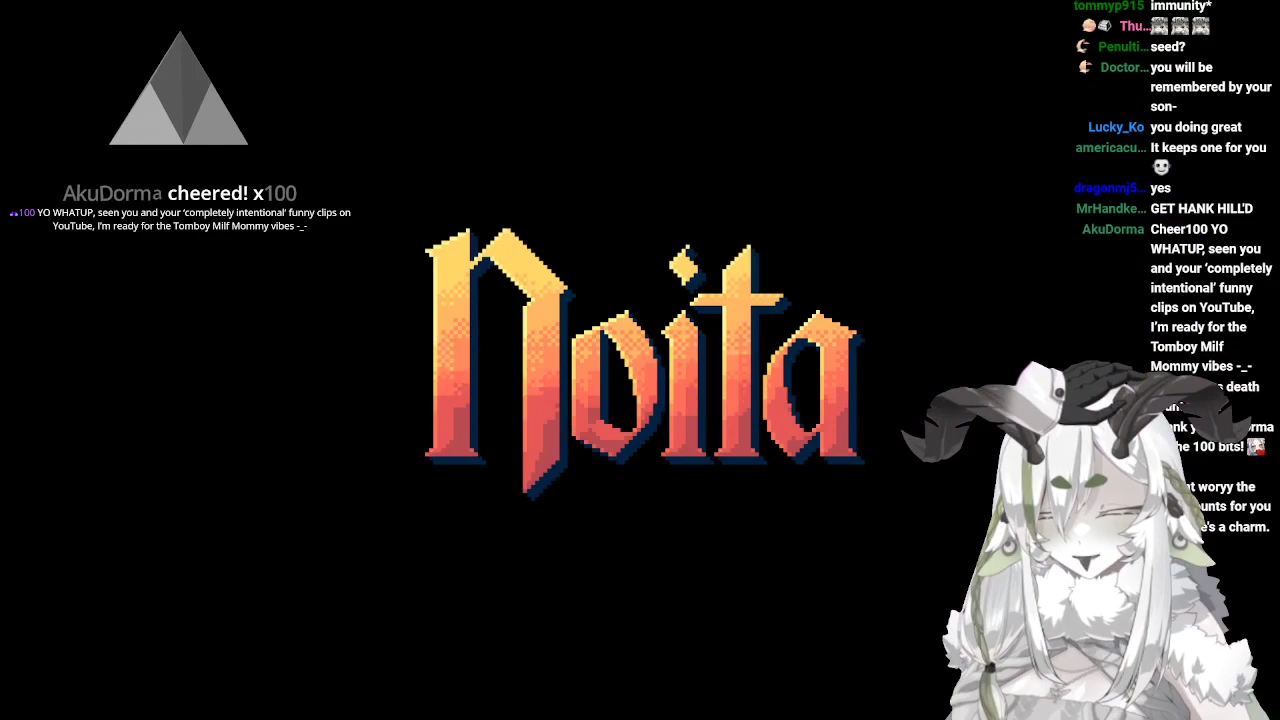 AkuDorma cheered! x100
100 YO WHATUP, seen you and your ‘completely intentional’ funny clips on
YouTube, I’m ready for the Tomboy Milf Mommy vibes -_-
Noita
tommyp915 immunity*
Thu...
Penulti... seed?
Doctor... you will be
remembered by your
son-
Lucky_Ko you doing great
americacu... It keeps one for you
dragonmj5... yes
MrHandke... GET HANK HILL'D
AkuDorma Cheer100 YO
WHATUP, seen you
and your ‘completely
intentional’ funny
clips on YouTube,
I’m ready for the
Tomboy Milf
Mommy vibes -_-
death
100 bits!
woryy the
for you
a charm.